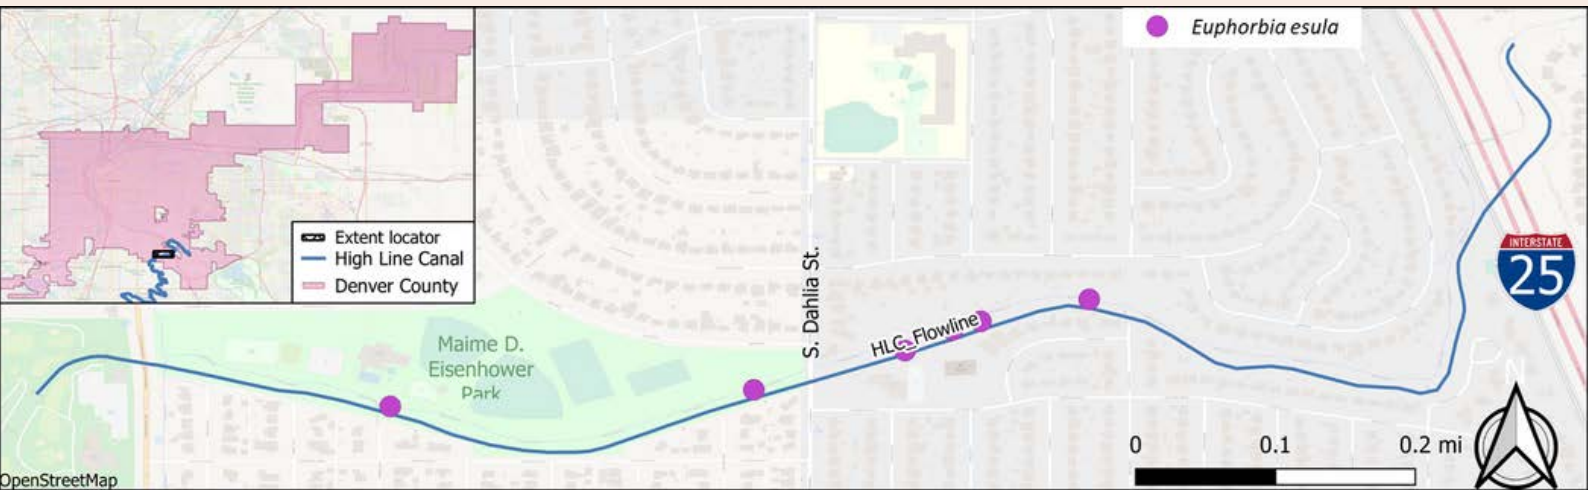 Euphorbia esula
Extent locator
High Line Canal
Denver County
INTERSTATE
25
S. Dahlia St.
HLC_Flowline
Maime D.
Eisenhower
Park
0 0.1 0.2 mi
OpenStreetMap